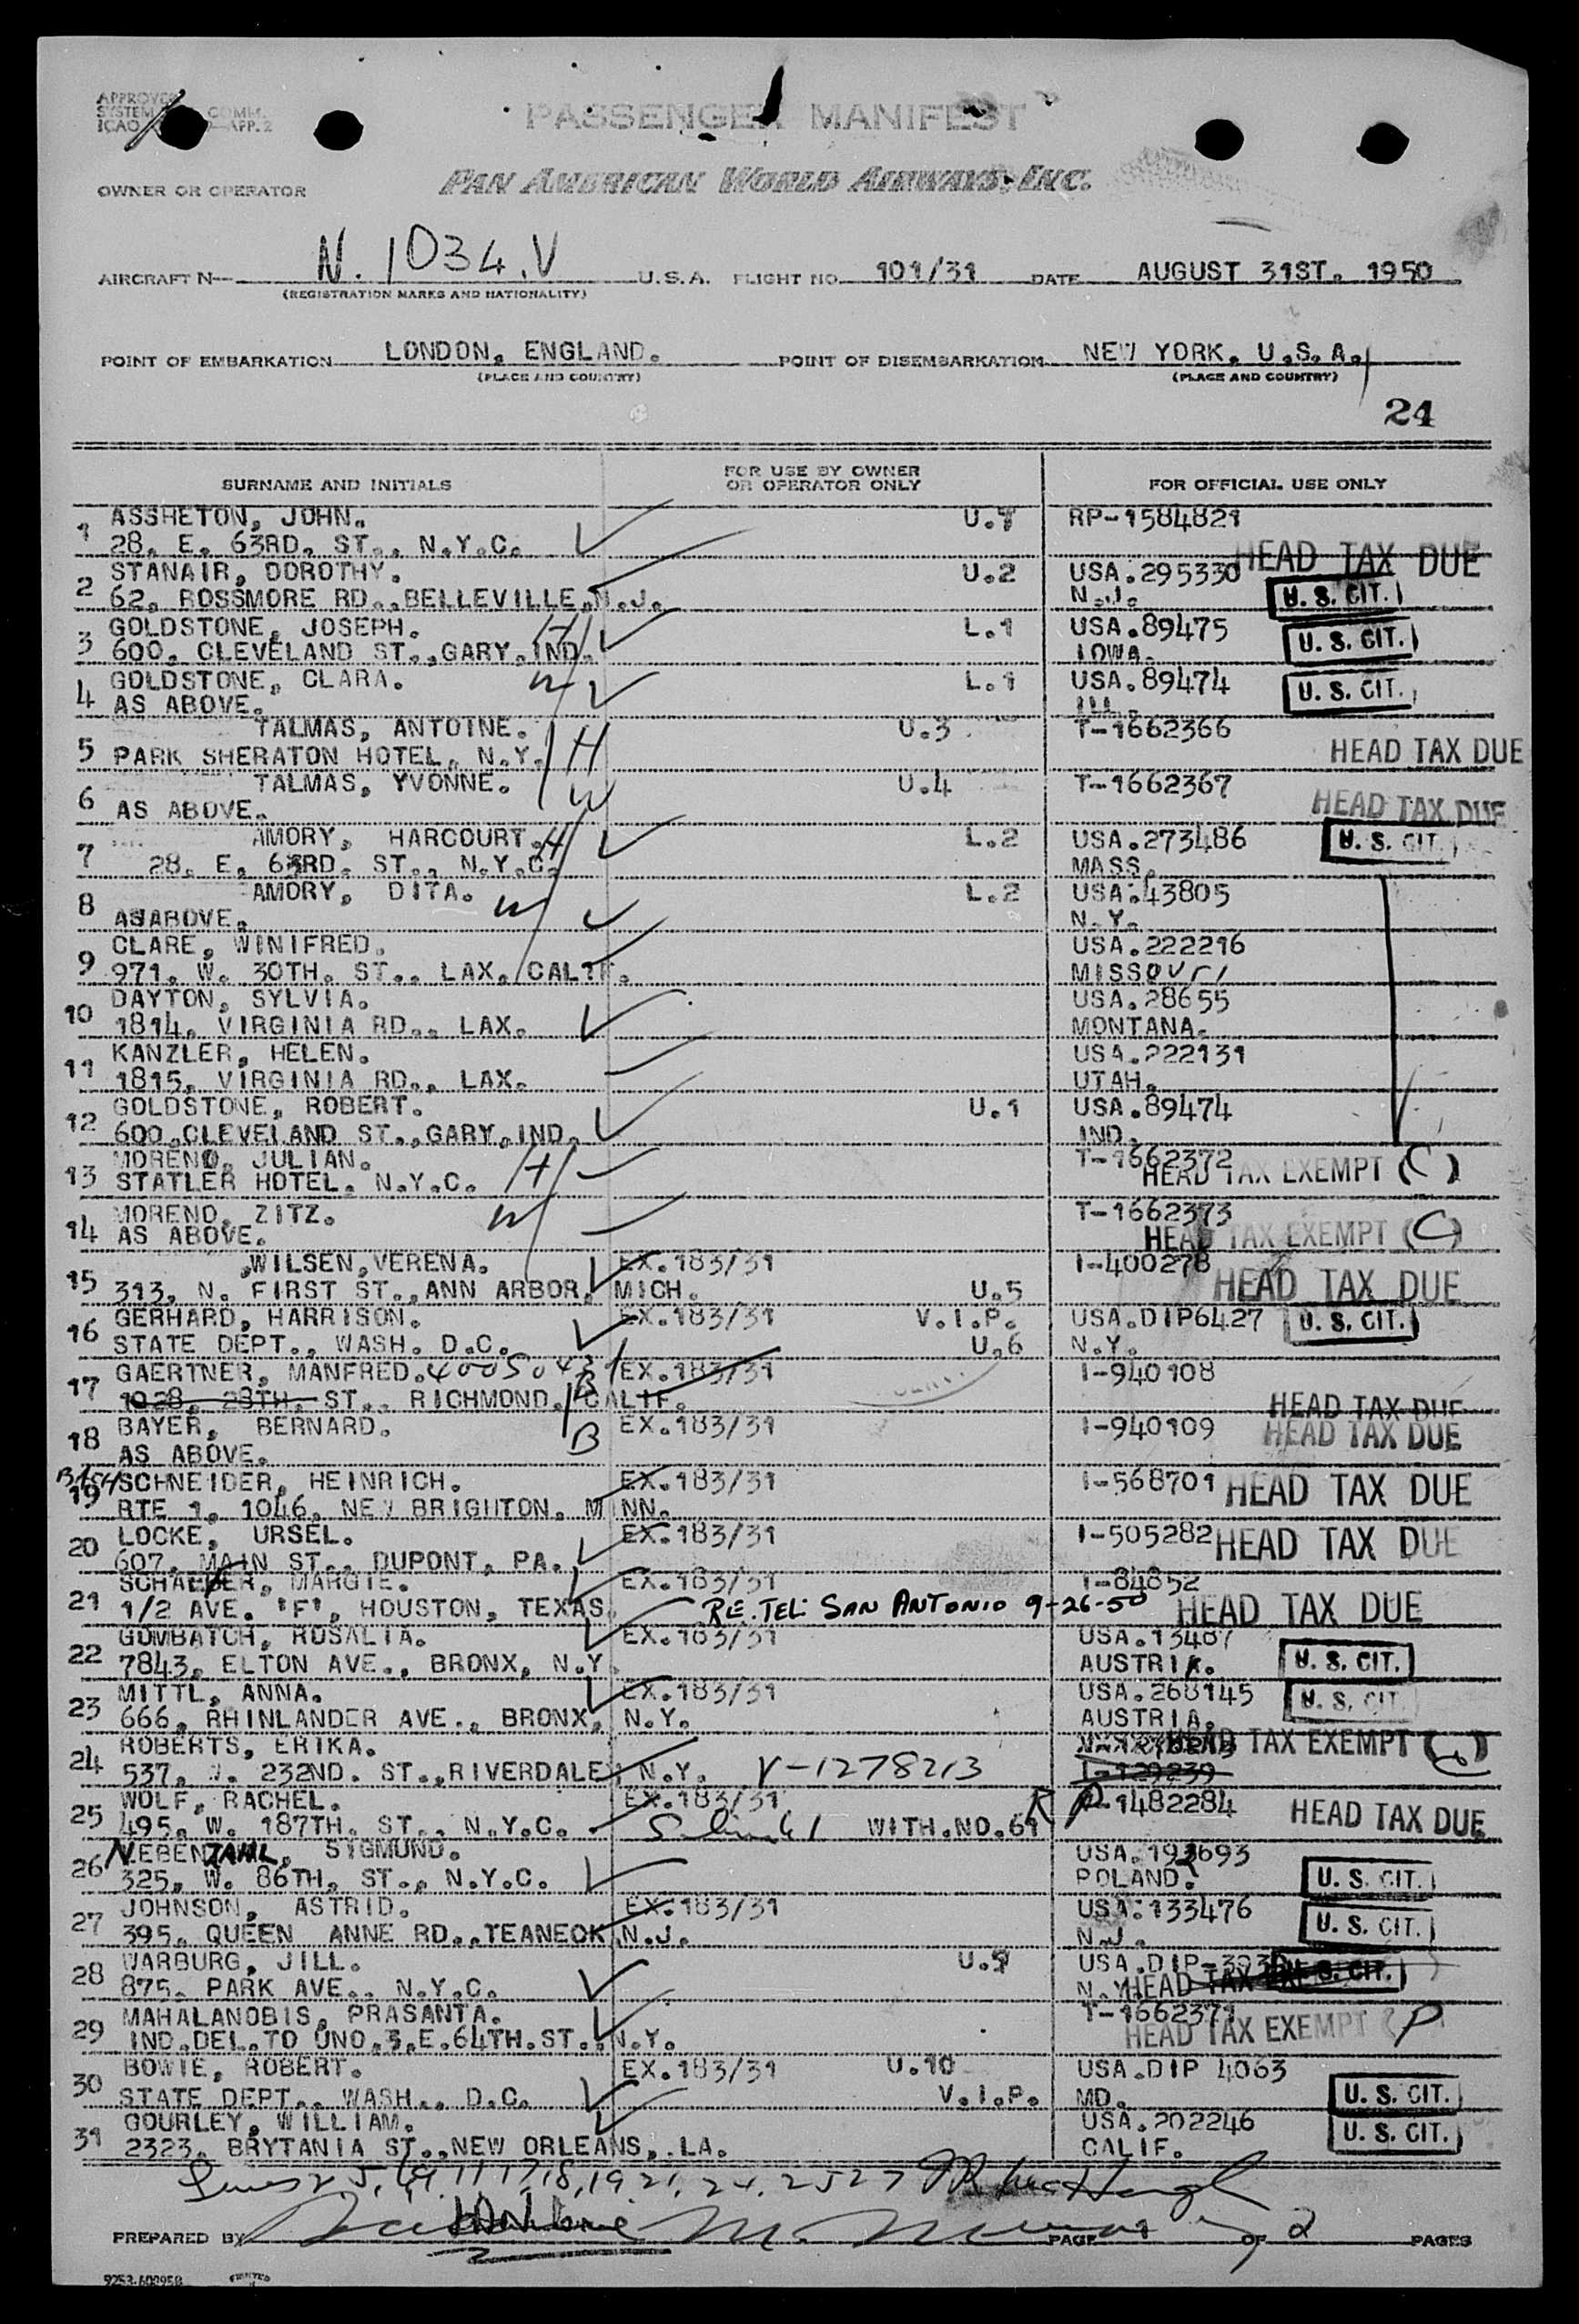 APPROVED
SYSTEM COMM.
ICAO APP. 2
PASSENGER MANIFEST
OWNER OR OPERATOR PAN AMERICAN WORLD AIRWAYS, INC.
AIRCRAFT N— N. 1034.V U.S.A. FLIGHT NO. 101/31 DATE AUGUST 31ST. 1950
(REGISTRATION MARKS AND NATIONALITY)
POINT OF EMBARKATION LONDON, ENGLAND. POINT OF DISEMBARKATION NEW YORK, U.S.A.
(PLACE AND COUNTRY) (PLACE AND COUNTRY)
24
SURNAME AND INITIALS FOR USE BY OWNER OR OPERATOR ONLY FOR OFFICIAL USE ONLY
1 ASSHETON, JOHN. U.1 RP-1584821
28. E. 63RD. ST., N.Y.C. HEAD TAX DUE
2 STANAIR, DOROTHY. U.2 USA.295330
62, ROSSMORE RD.,BELLEVILLE,N.J. N.J. U. S. CIT.
3 GOLDSTONE, JOSEPH. H L.1 USA.89475
600, CLEVELAND ST.,GARY,IND. IOWA. U. S. CIT.
4 GOLDSTONE, CLARA. W L.1 USA.89474
AS ABOVE. ILL. U. S. CIT.
5 TALMAS, ANTOINE. U.3 T-1662366
PARK SHERATON HOTEL, N.Y. H HEAD TAX DUE
6 TALMAS, YVONNE. W U.4 T-1662367
AS ABOVE. HEAD TAX DUE
7 AMORY, HARCOURT. H L.2 USA.273486 U. S. CIT.
28. E. 63RD. ST., N.Y.C. MASS.
8 AMORY, DITA. W L.2 USA.43805
AS ABOVE. N.Y.
9 CLARE, WINIFRED. USA.222216
971. W. 30TH. ST., LAX, CALIF. MISSOURI
10 DAYTON, SYLVIA. USA.28655
1814, VIRGINIA RD., LAX. MONTANA.
11 KANZLER, HELEN. USA.222131
1815, VIRGINIA RD., LAX. UTAH.
12 GOLDSTONE, ROBERT. U.1 USA.89474
600,CLEVELAND ST.,GARY,IND. IND.
13 MORENO, JULIAN. H T-1662372
STATLER HOTEL, N.Y.C. HEAD TAX EXEMPT (C)
14 MORENO, ZITZ. W T-1662373
AS ABOVE. HEAD TAX EXEMPT (C)
15 WILSEN,VERENA. EX.183/31 I-400278
313, N. FIRST ST.,ANN ARBOR, MICH. U.5 HEAD TAX DUE
16 GERHARD, HARRISON. EX.183/31 V.I.P. USA.DIP6427 U. S. CIT.
STATE DEPT., WASH. D.C. U.6 N.Y.
17 GAERTNER, MANFRED. EX.183/31 I-940108
1028, 28TH. ST., RICHMOND, CALIF. HEAD TAX DUE
18 BAYER, BERNARD. B EX.183/31 I-940109
AS ABOVE. HEAD TAX DUE
19 SCHNEIDER, HEINRICH. EX.183/31 I-568701 HEAD TAX DUE
RTE 1, 1046, NEW BRIGHTON, MINN.
20 LOCKE, URSEL. EX.183/31 I-505282 HEAD TAX DUE
607, MAIN ST., DUPONT, PA.
21 SCHAEFER, MARGIE. EX.183/31 I-84852
1/2 AVE. "F", HOUSTON, TEXAS. RE. TEL. SAN ANTONIO 9-26-50 HEAD TAX DUE
22 GOMBATCH, ROSALIA. EX.183/31 USA.13487
7843, ELTON AVE., BRONX, N.Y. AUSTRIA. U. S. CIT.
23 MITTL, ANNA. EX.183/31 USA.268145 U. S. CIT.
666, RHINLANDER AVE., BRONX, N.Y. AUSTRIA.
24 ROBERTS, ERIKA. HEAD TAX EXEMPT
537, W. 232ND. ST.,RIVERDALE, N.Y. V-1278213 I-129239
25 WOLF, RACHEL. EX.183/31 1482284
495, W. 187TH. ST., N.Y.C. WITH.NO.61 HEAD TAX DUE
26 NEBENZAHL, SYGMUND. USA.192693
325, W. 86TH. ST., N.Y.C. POLAND. U. S. CIT.
27 JOHNSON, ASTRID. EX.183/31 USA.133476
395, QUEEN ANNE RD.,TEANECK,N.J. N.J. U. S. CIT.
28 WARBURG, JILL. U.9 USA.DIP-
875, PARK AVE., N.Y.C. N.Y. HEAD TAX U. S. CIT.
29 MAHALANOBIS, PRASANTA. T-1662371
IND.DEL.TO UNO.3.E.64TH.ST., N.Y. HEAD TAX EXEMPT P
30 BOWIE, ROBERT. EX.183/31 U.10 USA.DIP 4063
STATE DEPT., WASH., D.C. V.I.P. MD. U. S. CIT.
31 GOURLEY, WILLIAM. USA.202246
2323, BRYTANIA ST.,NEW ORLEANS, LA. CALIF. U. S. CIT.
PREPARED BY PAGE 1 OF 2 PAGES
9253-60095B PRINTED